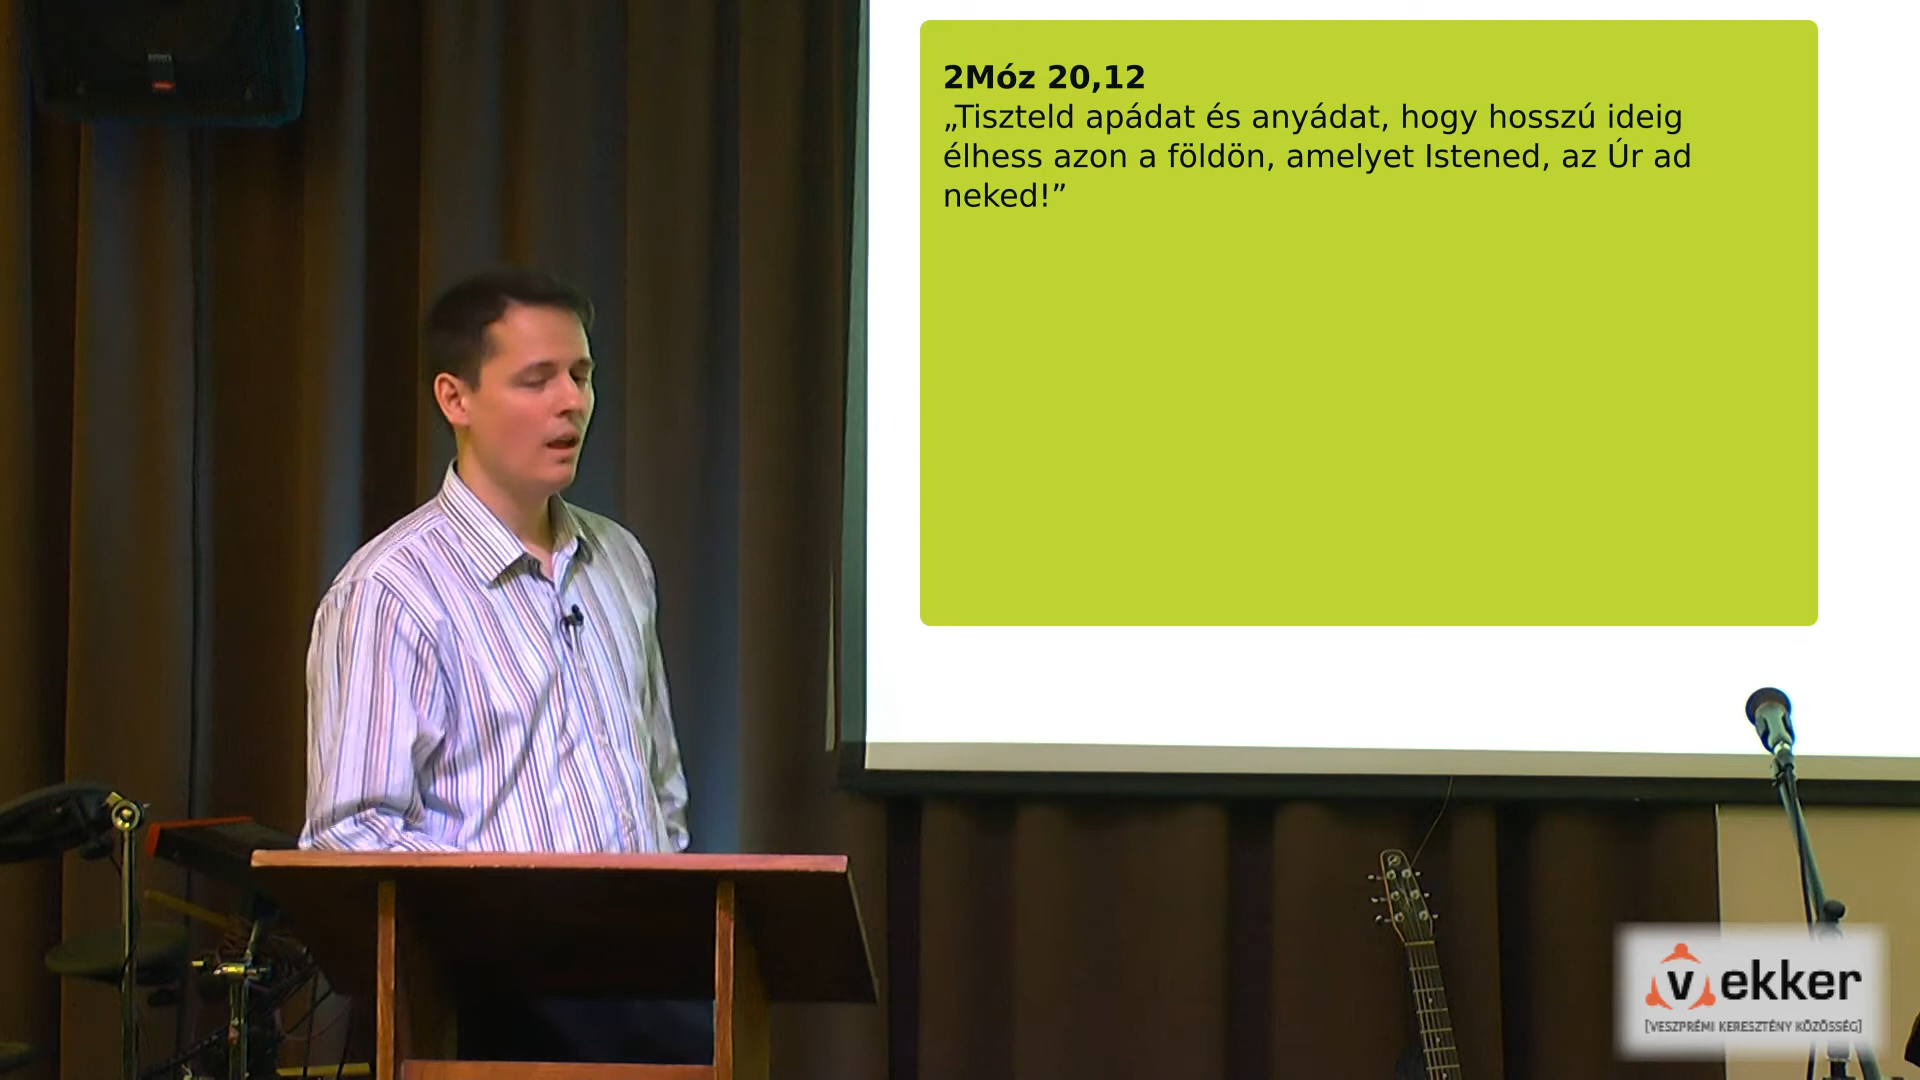 2Móz 20,12
„Tiszteld apádat és anyádat, hogy hosszú ideig
élhess azon a földön, amelyet Istened, az Úr ad
neked!”
vekker
[VESZPRÉMI KERESZTÉNY KÖZÖSSÉG]